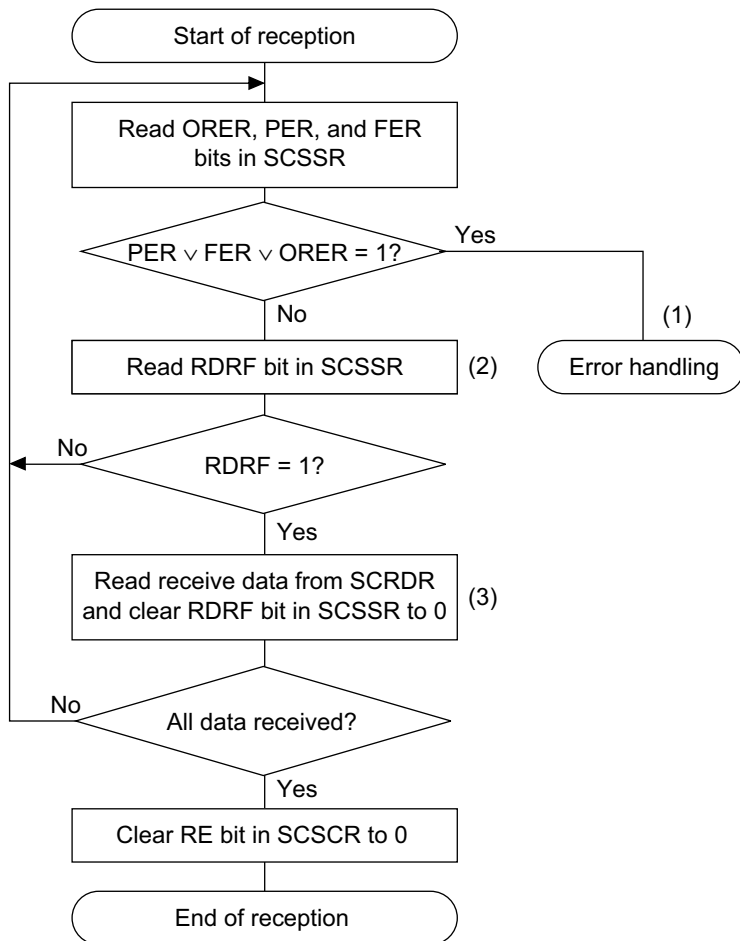 Start of reception
Read ORER, PER, and FER
bits in SCSSR
PER ∨ FER ∨ ORER = 1?
Yes
No
(1)
Error handling
Read RDRF bit in SCSSR
(2)
No
RDRF = 1?
Yes
Read receive data from SCRDR
and clear RDRF bit in SCSSR to 0
(3)
No
All data received?
Yes
Clear RE bit in SCSCR to 0
End of reception